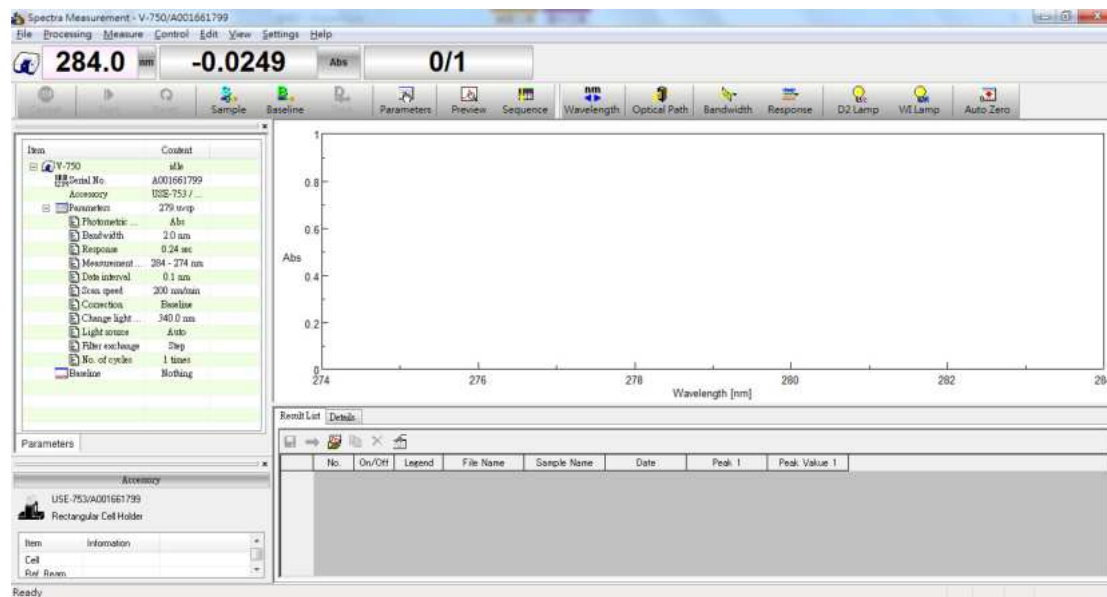 Spectra Measurement - V-750/A001661799
File Processing Measure Control Edit View Settings Help
284.0 nm -0.0249 Abs 0/1
Sample Baseline Parameters Preview Sequence Wavelength Optical Path Bandwidth Response D2 Lamp WI Lamp Auto Zero
Item Content
V-750 idle
Serial No. A001661799
Accessory USE-753 / ...
Parameters
Photometric ... Abs
Bandwidth 2.0 nm
Response 0.24 sec
Measurement... 284 - 274 nm
Data interval 0.1 nm
Scan speed 200 nm/min
Correction Baseline
Change light ... 340.0 nm
Light source Auto
Filter exchange Step
No. of cycles 1 times
Baseline Nothing
Parameters
Accessory
USE-753/A001661799
Rectangular Cell Holder
Item Information
Cell
Ref. Beam
Ready
1
0.8
0.6
Abs
0.4
0.2
0
274 276 278 280 282 28
Wavelength [nm]
Result List Details
No. On/Off Legend File Name Sample Name Date Peak 1 Peak Value 1